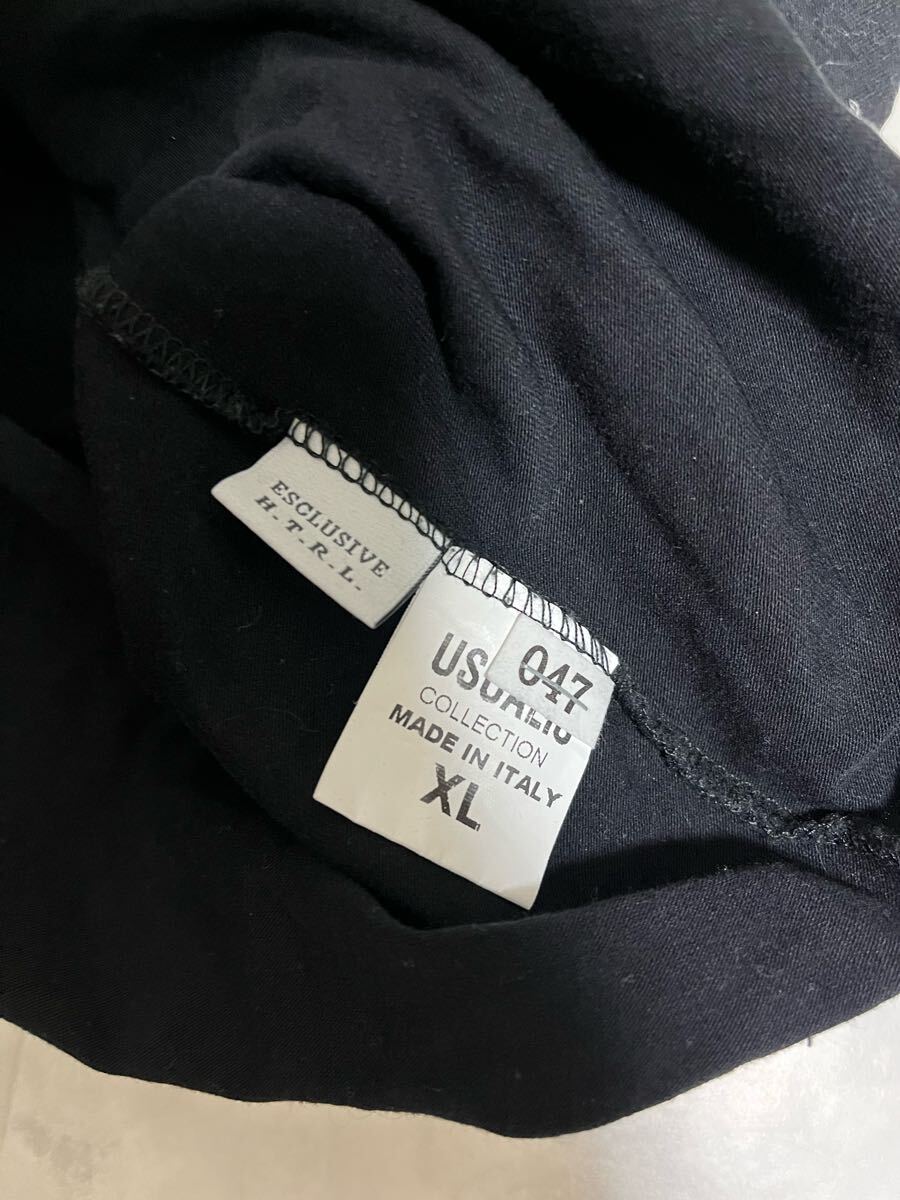 ESCLUSIVE
H.T.R.L.
047
COLLECTION
MADE IN ITALY
XL